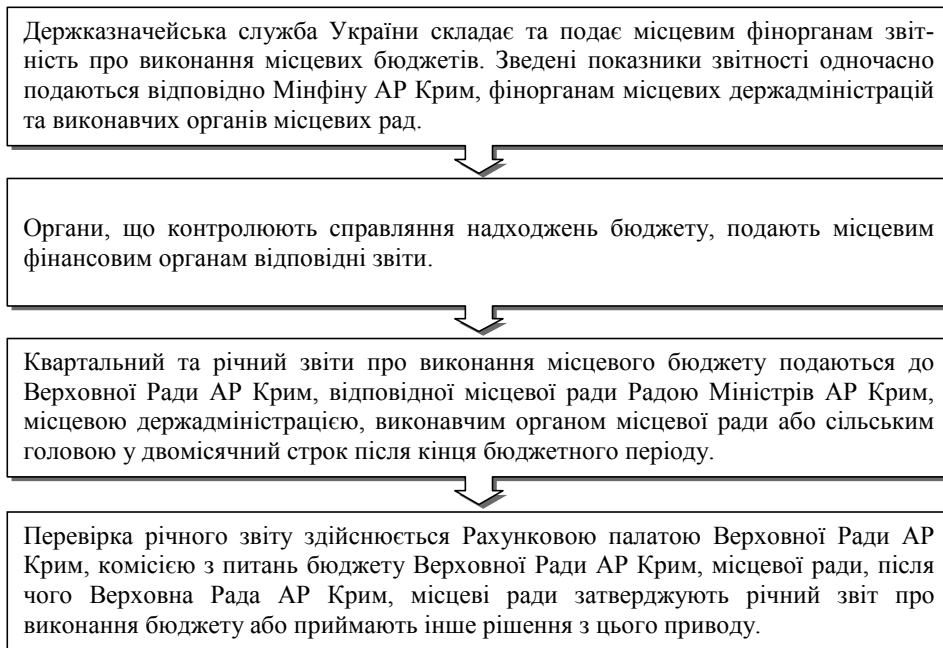 Держказначейська служба України складає та подає місцевим фінорганам звіт-
ність про виконання місцевих бюджетів. Зведені показники звітності одночасно
подаються відповідно Мінфіну АР Крим, фінорганам місцевих держадміністрацій
та виконавчих органів місцевих рад.
Органи, що контролюють справляння надходжень бюджету, подають місцевим
фінансовим органам відповідні звіти.
Квартальний та річний звіти про виконання місцевого бюджету подаються до
Верховної Ради АР Крим, відповідної місцевої ради Радою Міністрів АР Крим,
місцевою держадміністрацією, виконавчим органом місцевої ради або сільським
головою у двомісячний строк після кінця бюджетного періоду.
Перевірка річного звіту здійснюється Рахунковою палатою Верховної Ради АР
Крим, комісією з питань бюджету Верховної Ради АР Крим, місцевої ради, після
чого Верховна Рада АР Крим, місцеві ради затверджують річний звіт про
виконання бюджету або приймають інше рішення з цього приводу.